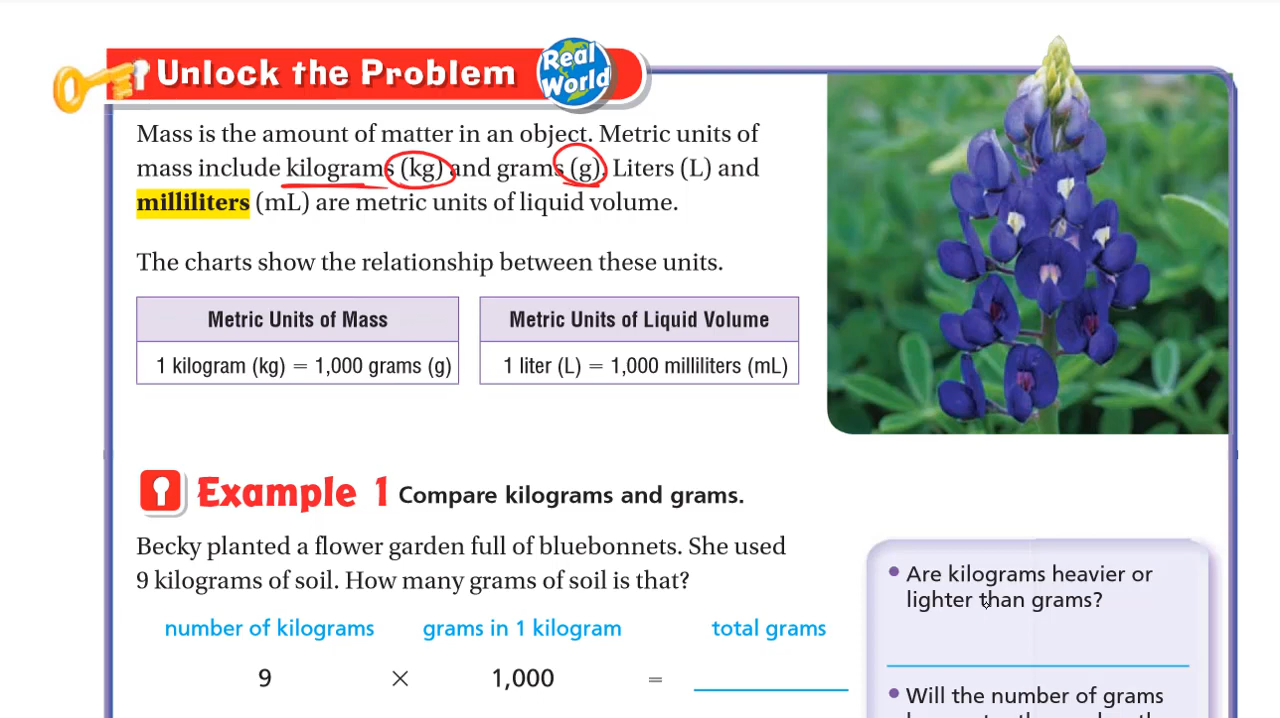 Unlock the Problem
Real
World
Mass is the amount of matter in an object. Metric units of
mass include kilograms (kg) and grams (g). Liters (L) and
milliliters (mL) are metric units of liquid volume.
The charts show the relationship between these units.
Metric Units of Mass
1 kilogram (kg) = 1,000 grams (g)
Metric Units of Liquid Volume
1 liter (L) = 1,000 milliliters (mL)
Example 1 Compare kilograms and grams.
Becky planted a flower garden full of bluebonnets. She used
9 kilograms of soil. How many grams of soil is that?
number of kilograms grams in 1 kilogram total grams
9 × 1,000 =
• Are kilograms heavier or
lighter than grams?
• Will the number of grams